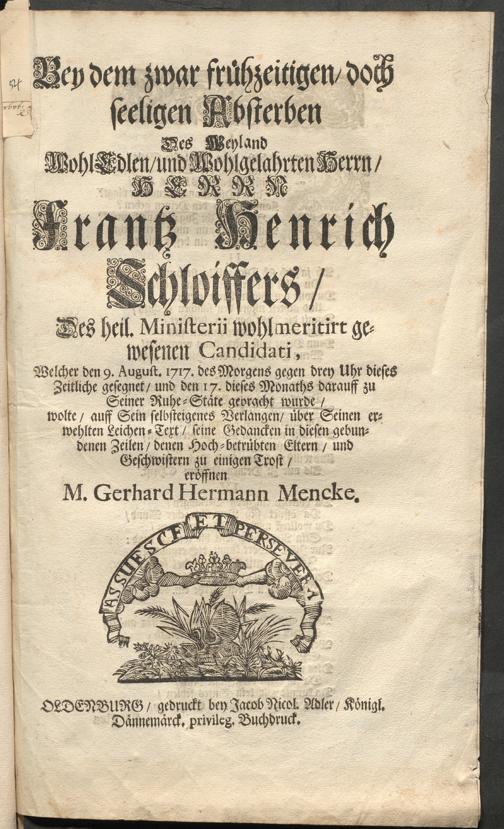 Bey dem zwar frühzeitigen/ doch
seeligen Absterben
Des Weyland
WohlEdlen/und Wohlgelahrten Herrn/
HERRN
Frantz Henrich
Schloiffers/
Des heil. Ministerii wohlmeritirt ge-
wesenen Candidati,
Welcher den 9. August. 1717. des Morgens gegen drey Uhr dieses
Zeitliche gesegnet/ und den 17. dieses Monaths darauff zu
Seiner Ruhe-Stäte gebracht wurde/
wolte/ auff Sein selbsteigenes Verlangen/ über Seinen er-
wehlten Leichen-Text/ seine Gedancken in diesen gebun-
denen Zeilen/ denen Hoch-betrübten Eltern/ und
Geschwistern zu einigen Trost/
eröffnen
M. Gerhard Hermann Mencke.
ASSUESCE ET PERSEVERA
OLDENBURG/ gedruckt bey Jacob Nicol. Adler/ Königl.
Dännemärck. privileg. Buchdruck.